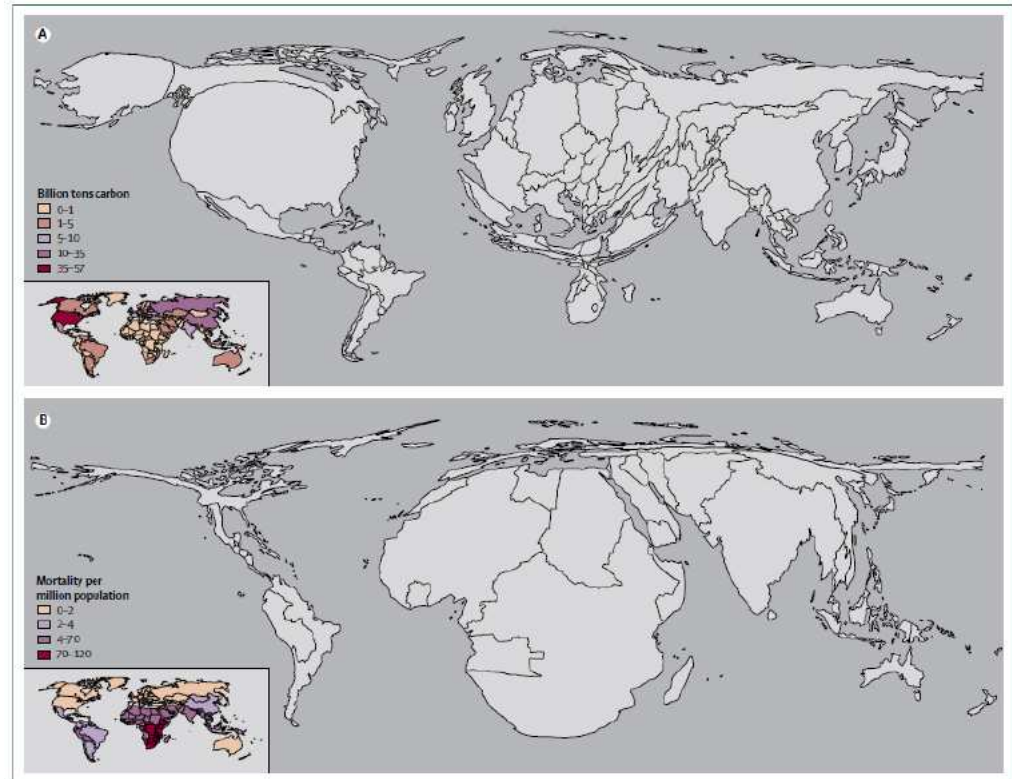 A
Billion tons carbon
0–1
1–5
5–10
10–35
35–57
B
Mortality per
million population
0–2
2–4
4–70
70–120